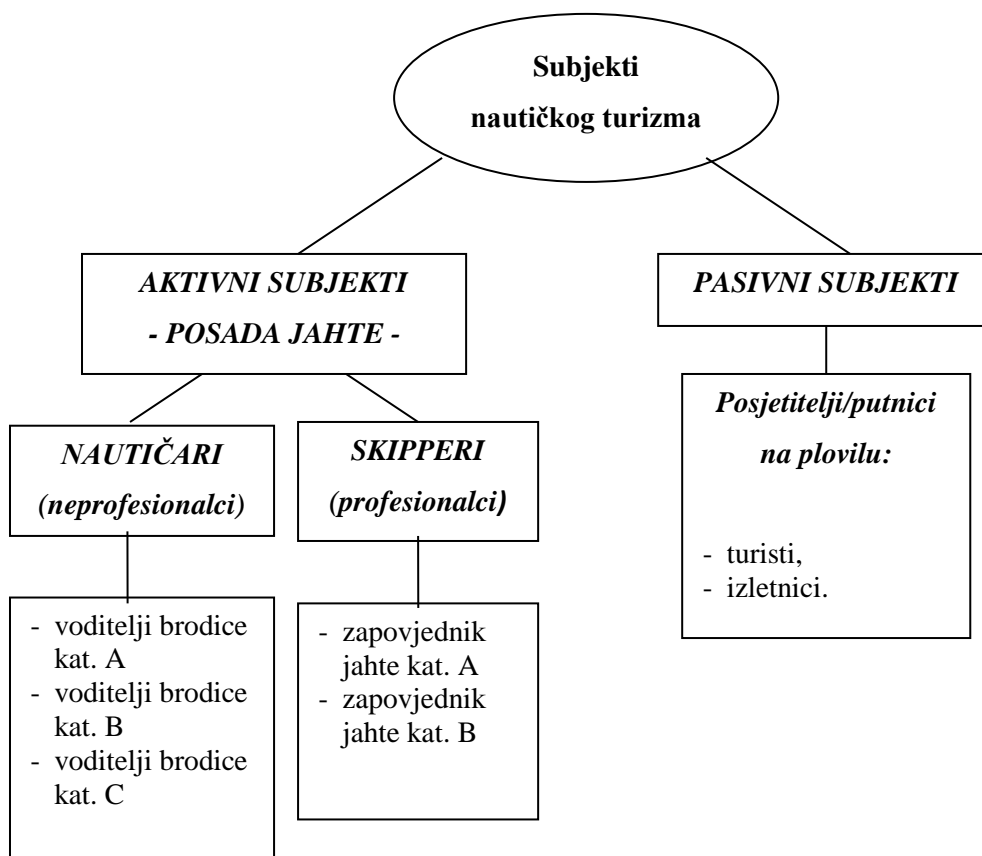 Subjekti
nautičkog turizma
AKTIVNI SUBJEKTI
- POSADA JAHTE -
PASIVNI SUBJEKTI
NAUTIČARI
(neprofesionalci)
SKIPPERI
(profesionalci)
Posjetitelji/putnici
na plovilu:
- turisti,
- izletnici.
- voditelji brodice
kat. A
- voditelji brodice
kat. B
- voditelji brodice
kat. C
- zapovjednik
jahte kat. A
- zapovjednik
jahte kat. B